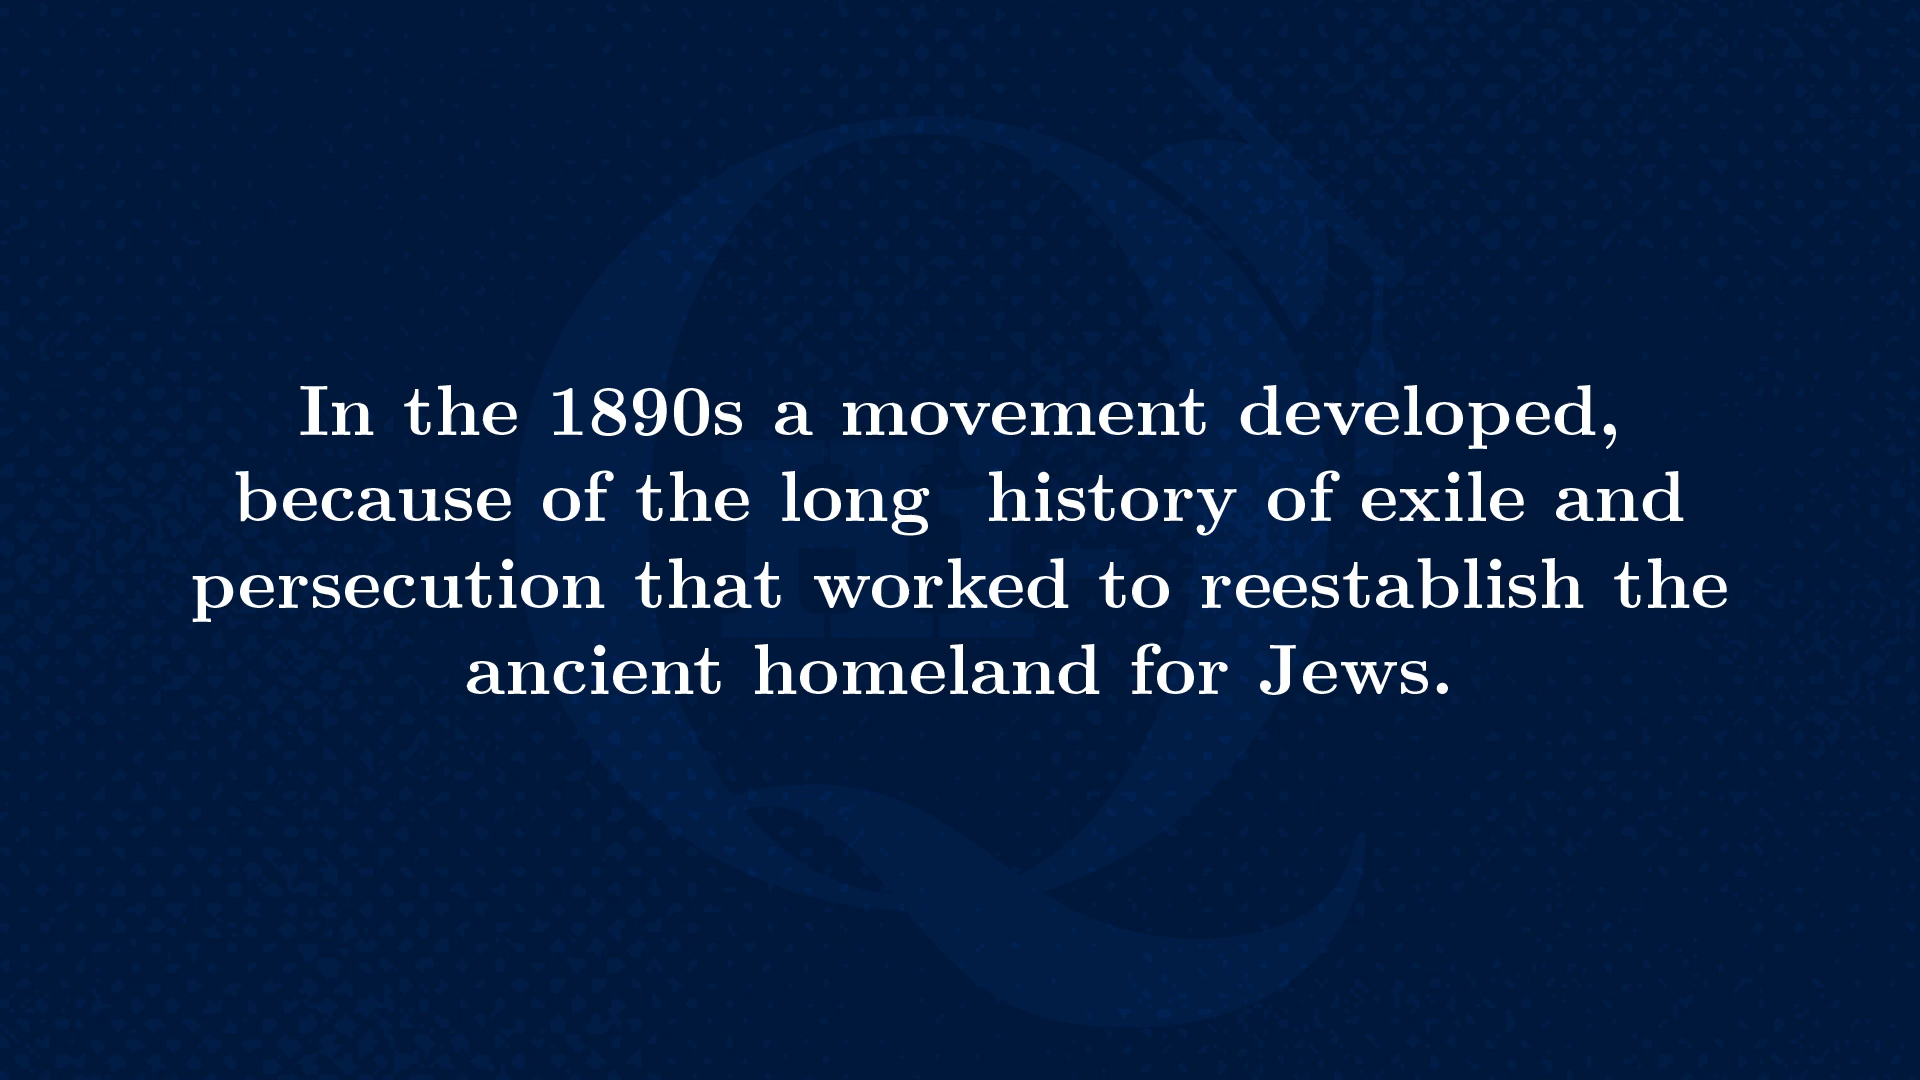 In the 1890s a movement developed,
because of the long  history of exile and
persecution that worked to reestablish the
ancient homeland for Jews.